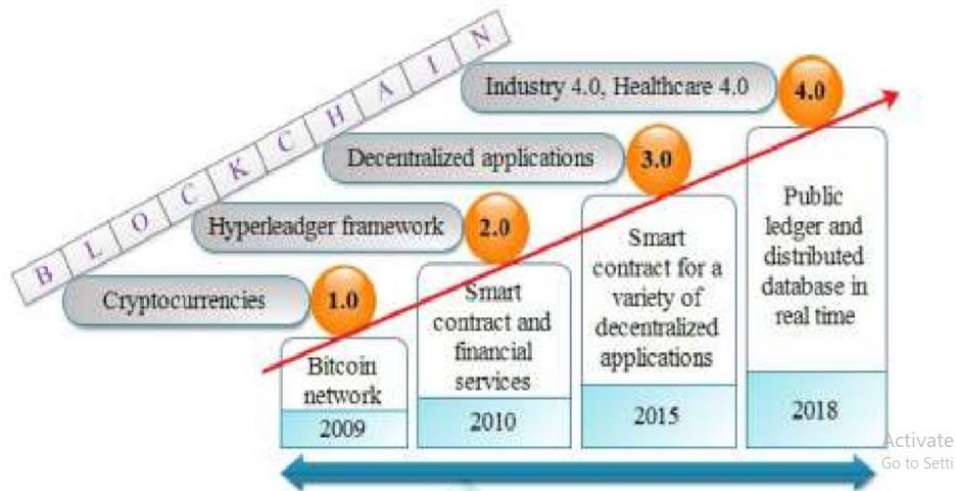 BLOCKCHAIN
Industry 4.0, Healthcare 4.0
4.0
Decentralized applications
3.0
Hyperleadger framework
2.0
Cryptocurrencies
1.0
Bitcoin
network
2009
Smart
contract and
financial
services
2010
Smart
contract for a
variety of
decentralized
applications
2015
Public
ledger and
distributed
database in
real time
2018
Activate
Go to Setti